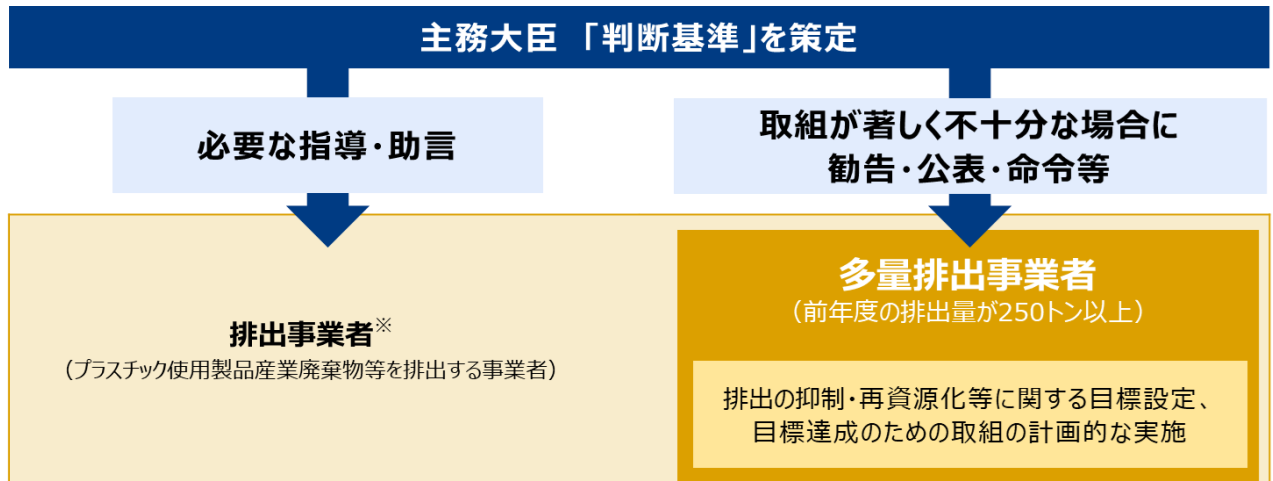 主務大臣 「判断基準」を策定
必要な指導・助言
取組が著しく不十分な場合に
勧告・公表・命令等
排出事業者※
（プラスチック使用製品産業廃棄物等を排出する事業者）
多量排出事業者
（前年度の排出量が250トン以上）
排出の抑制・再資源化等に関する目標設定、
目標達成のための取組の計画的な実施